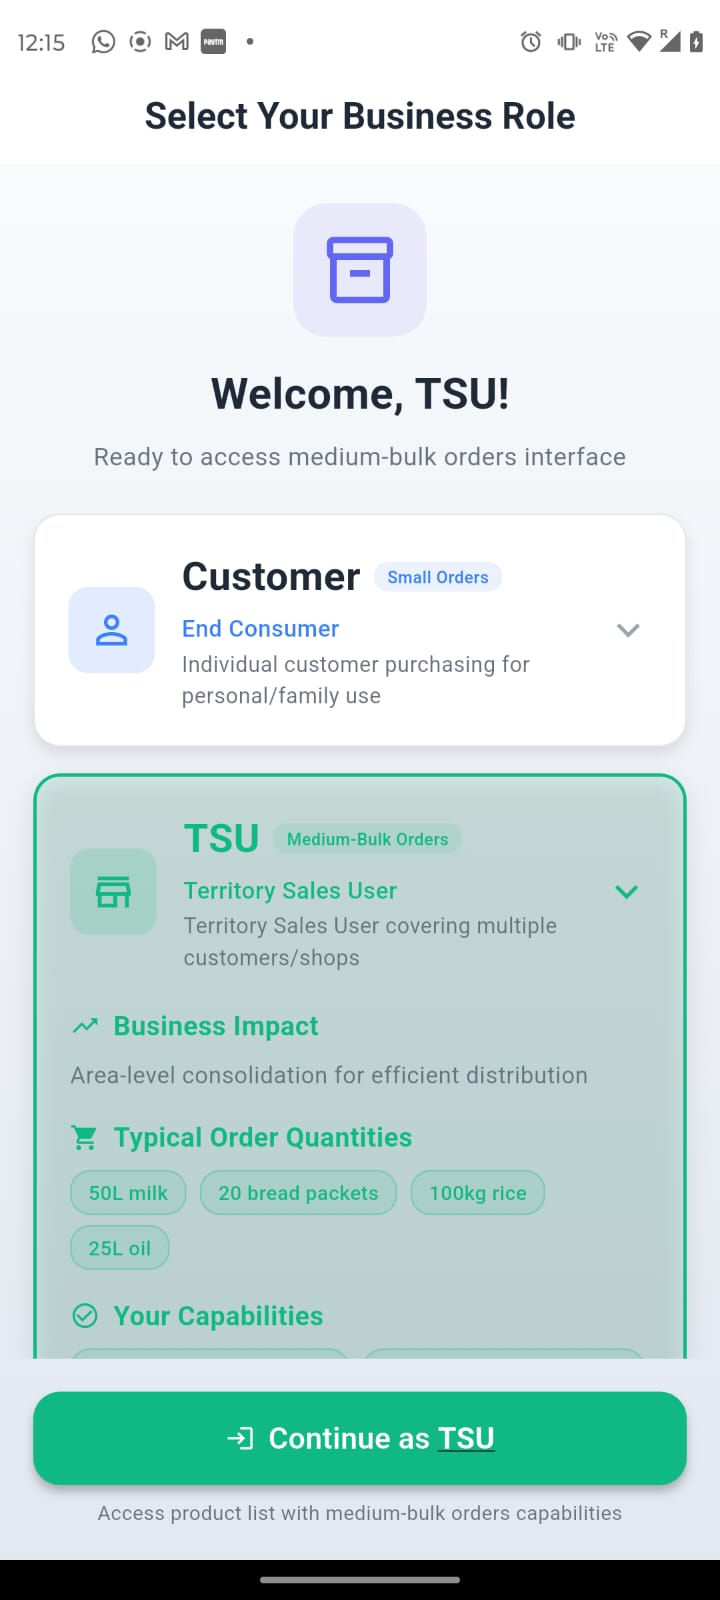 12:15
paytm
Vo
LTE
R
Select Your Business Role
Welcome, TSU!
Ready to access medium-bulk orders interface
Customer Small Orders
End Consumer
Individual customer purchasing for
personal/family use
TSU Medium-Bulk Orders
Territory Sales User
Territory Sales User covering multiple
customers/shops
Business Impact
Area-level consolidation for efficient distribution
Typical Order Quantities
50L milk 20 bread packets 100kg rice
25L oil
Your Capabilities
Continue as TSU
Access product list with medium-bulk orders capabilities